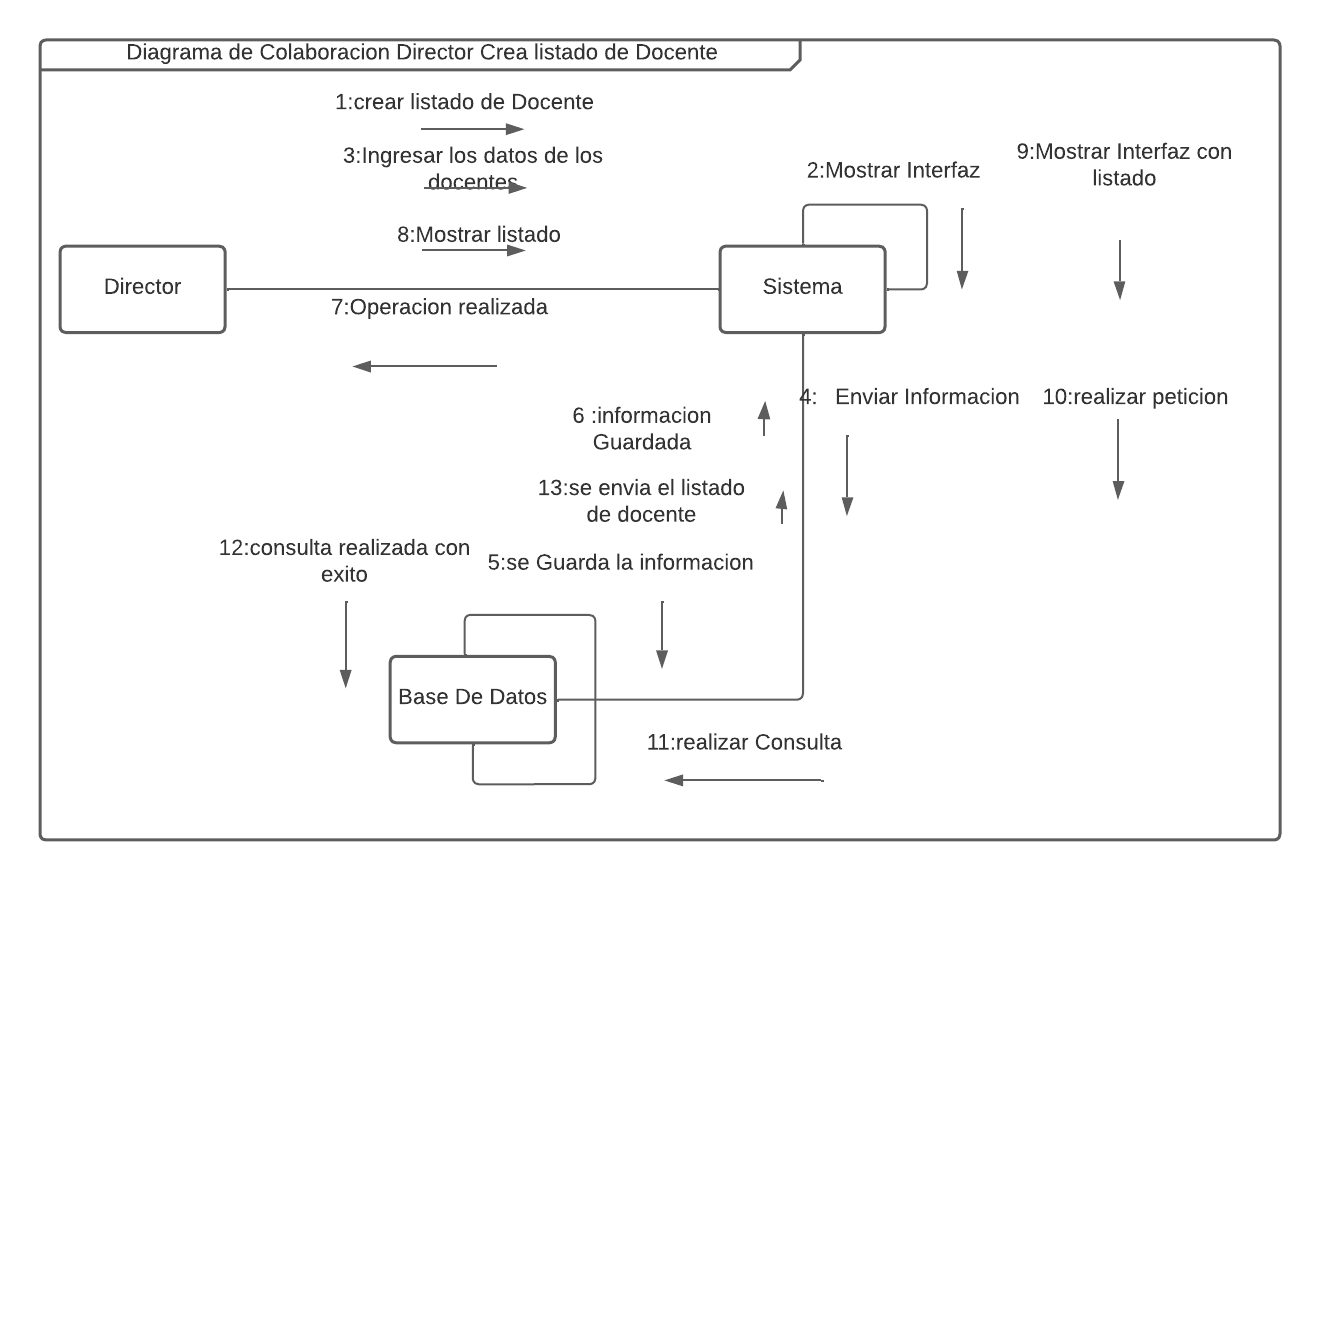 Diagrama de Colaboracion Director Crea listado de Docente
1:crear listado de Docente
3:Ingresar los datos de los
docentes
2:Mostrar Interfaz
9:Mostrar Interfaz con
listado
8:Mostrar listado
Director
Sistema
7:Operacion realizada
4:   Enviar Informacion
10:realizar peticion
6 :informacion
Guardada
13:se envia el listado
de docente
12:consulta realizada con
exito
5:se Guarda la informacion
Base De Datos
11:realizar Consulta